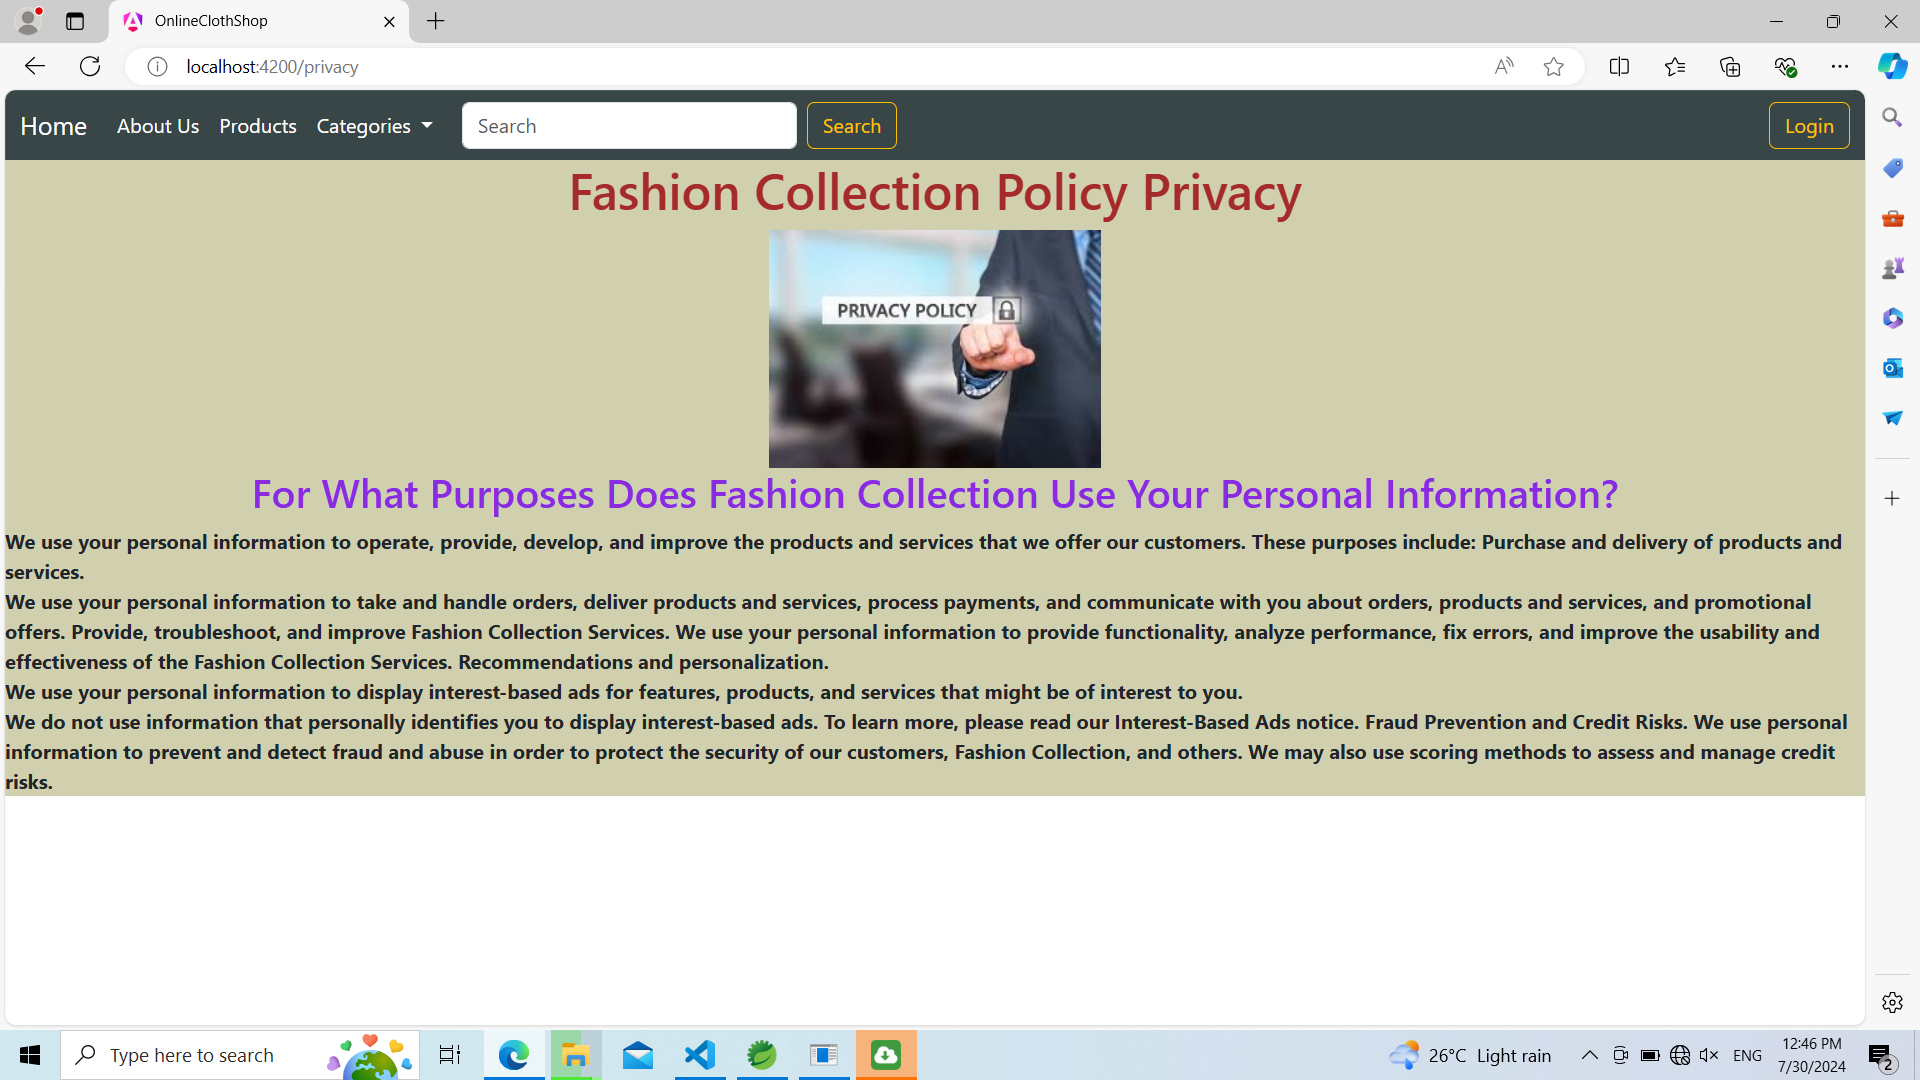 OnlineClothShop
localhost:4200/privacy
Home About Us Products Categories Search Search Login
Fashion Collection Policy Privacy
PRIVACY POLICY
For What Purposes Does Fashion Collection Use Your Personal Information?
We use your personal information to operate, provide, develop, and improve the products and services that we offer our customers. These purposes include: Purchase and delivery of products and
services.
We use your personal information to take and handle orders, deliver products and services, process payments, and communicate with you about orders, products and services, and promotional
offers. Provide, troubleshoot, and improve Fashion Collection Services. We use your personal information to provide functionality, analyze performance, fix errors, and improve the usability and
effectiveness of the Fashion Collection Services. Recommendations and personalization.
We use your personal information to display interest-based ads for features, products, and services that might be of interest to you.
We do not use information that personally identifies you to display interest-based ads. To learn more, please read our Interest-Based Ads notice. Fraud Prevention and Credit Risks. We use personal
information to prevent and detect fraud and abuse in order to protect the security of our customers, Fashion Collection, and others. We may also use scoring methods to assess and manage credit
risks.
Type here to search
26°C Light rain
ENG
12:46 PM
7/30/2024
2